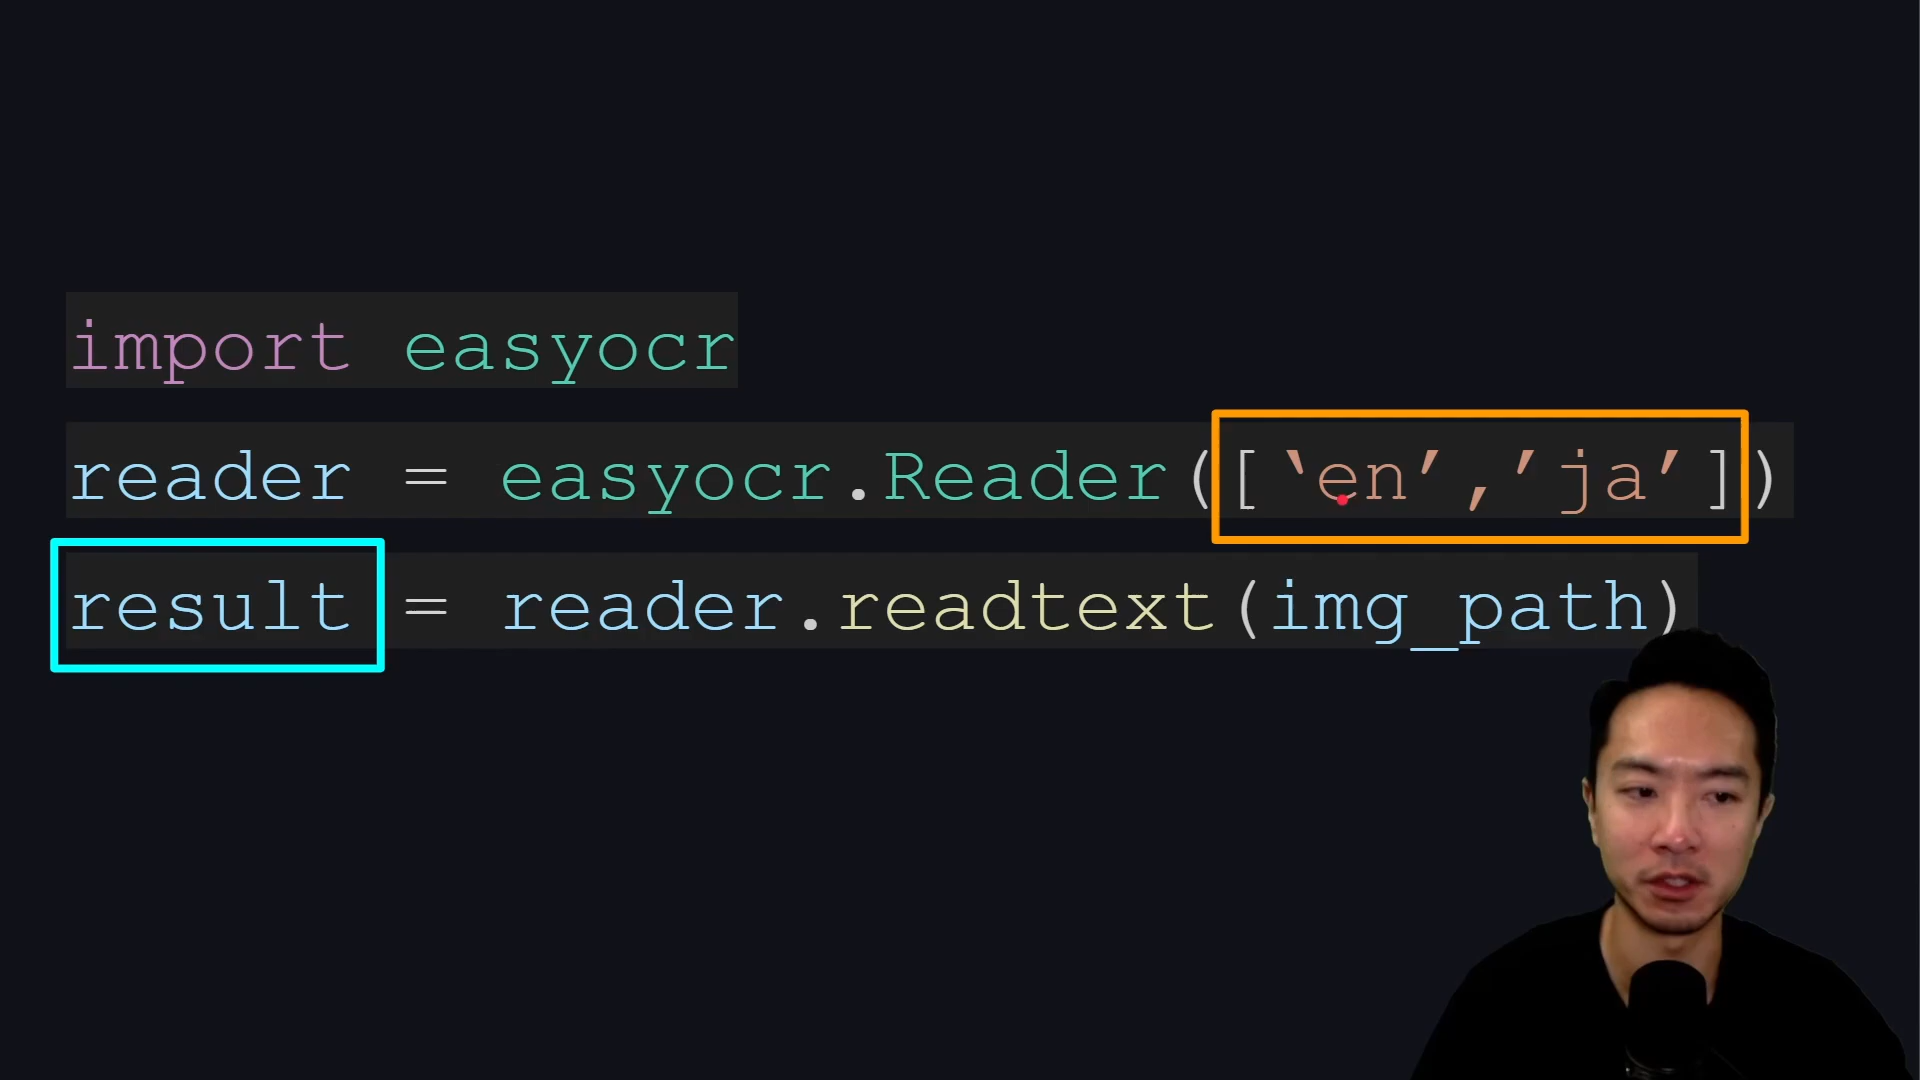 import easyocr
reader = easyocr.Reader([‘en’,’ja’])
result = reader.readtext(img_path)